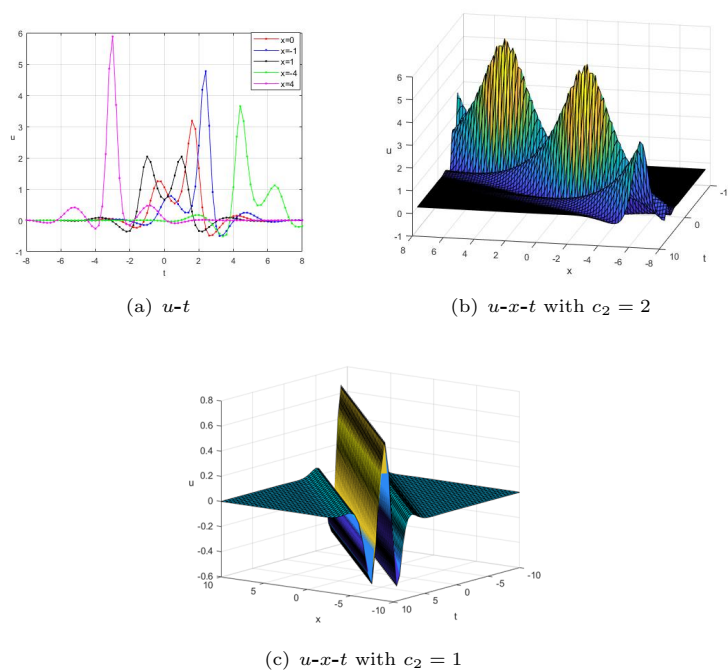 6
5
4
3
2
1
0
-1
u
-8 -6 -4 -2 0 2 4 6 8
t
x=0
x=-1
x=1
x=-4
x=4
(a) u-t
6
5
4
3
2
1
0
-1
u
8 6 4 2 0 -2 -4 -6 -8
x
10
0
t
(b) u-x-t with c₂ = 2
0.8
0.6
0.4
0.2
0
-0.2
-0.4
-0.6
u
10 5 0 -5 -10
x
10 5 0 -5 -10
t
(c) u-x-t with c₂ = 1